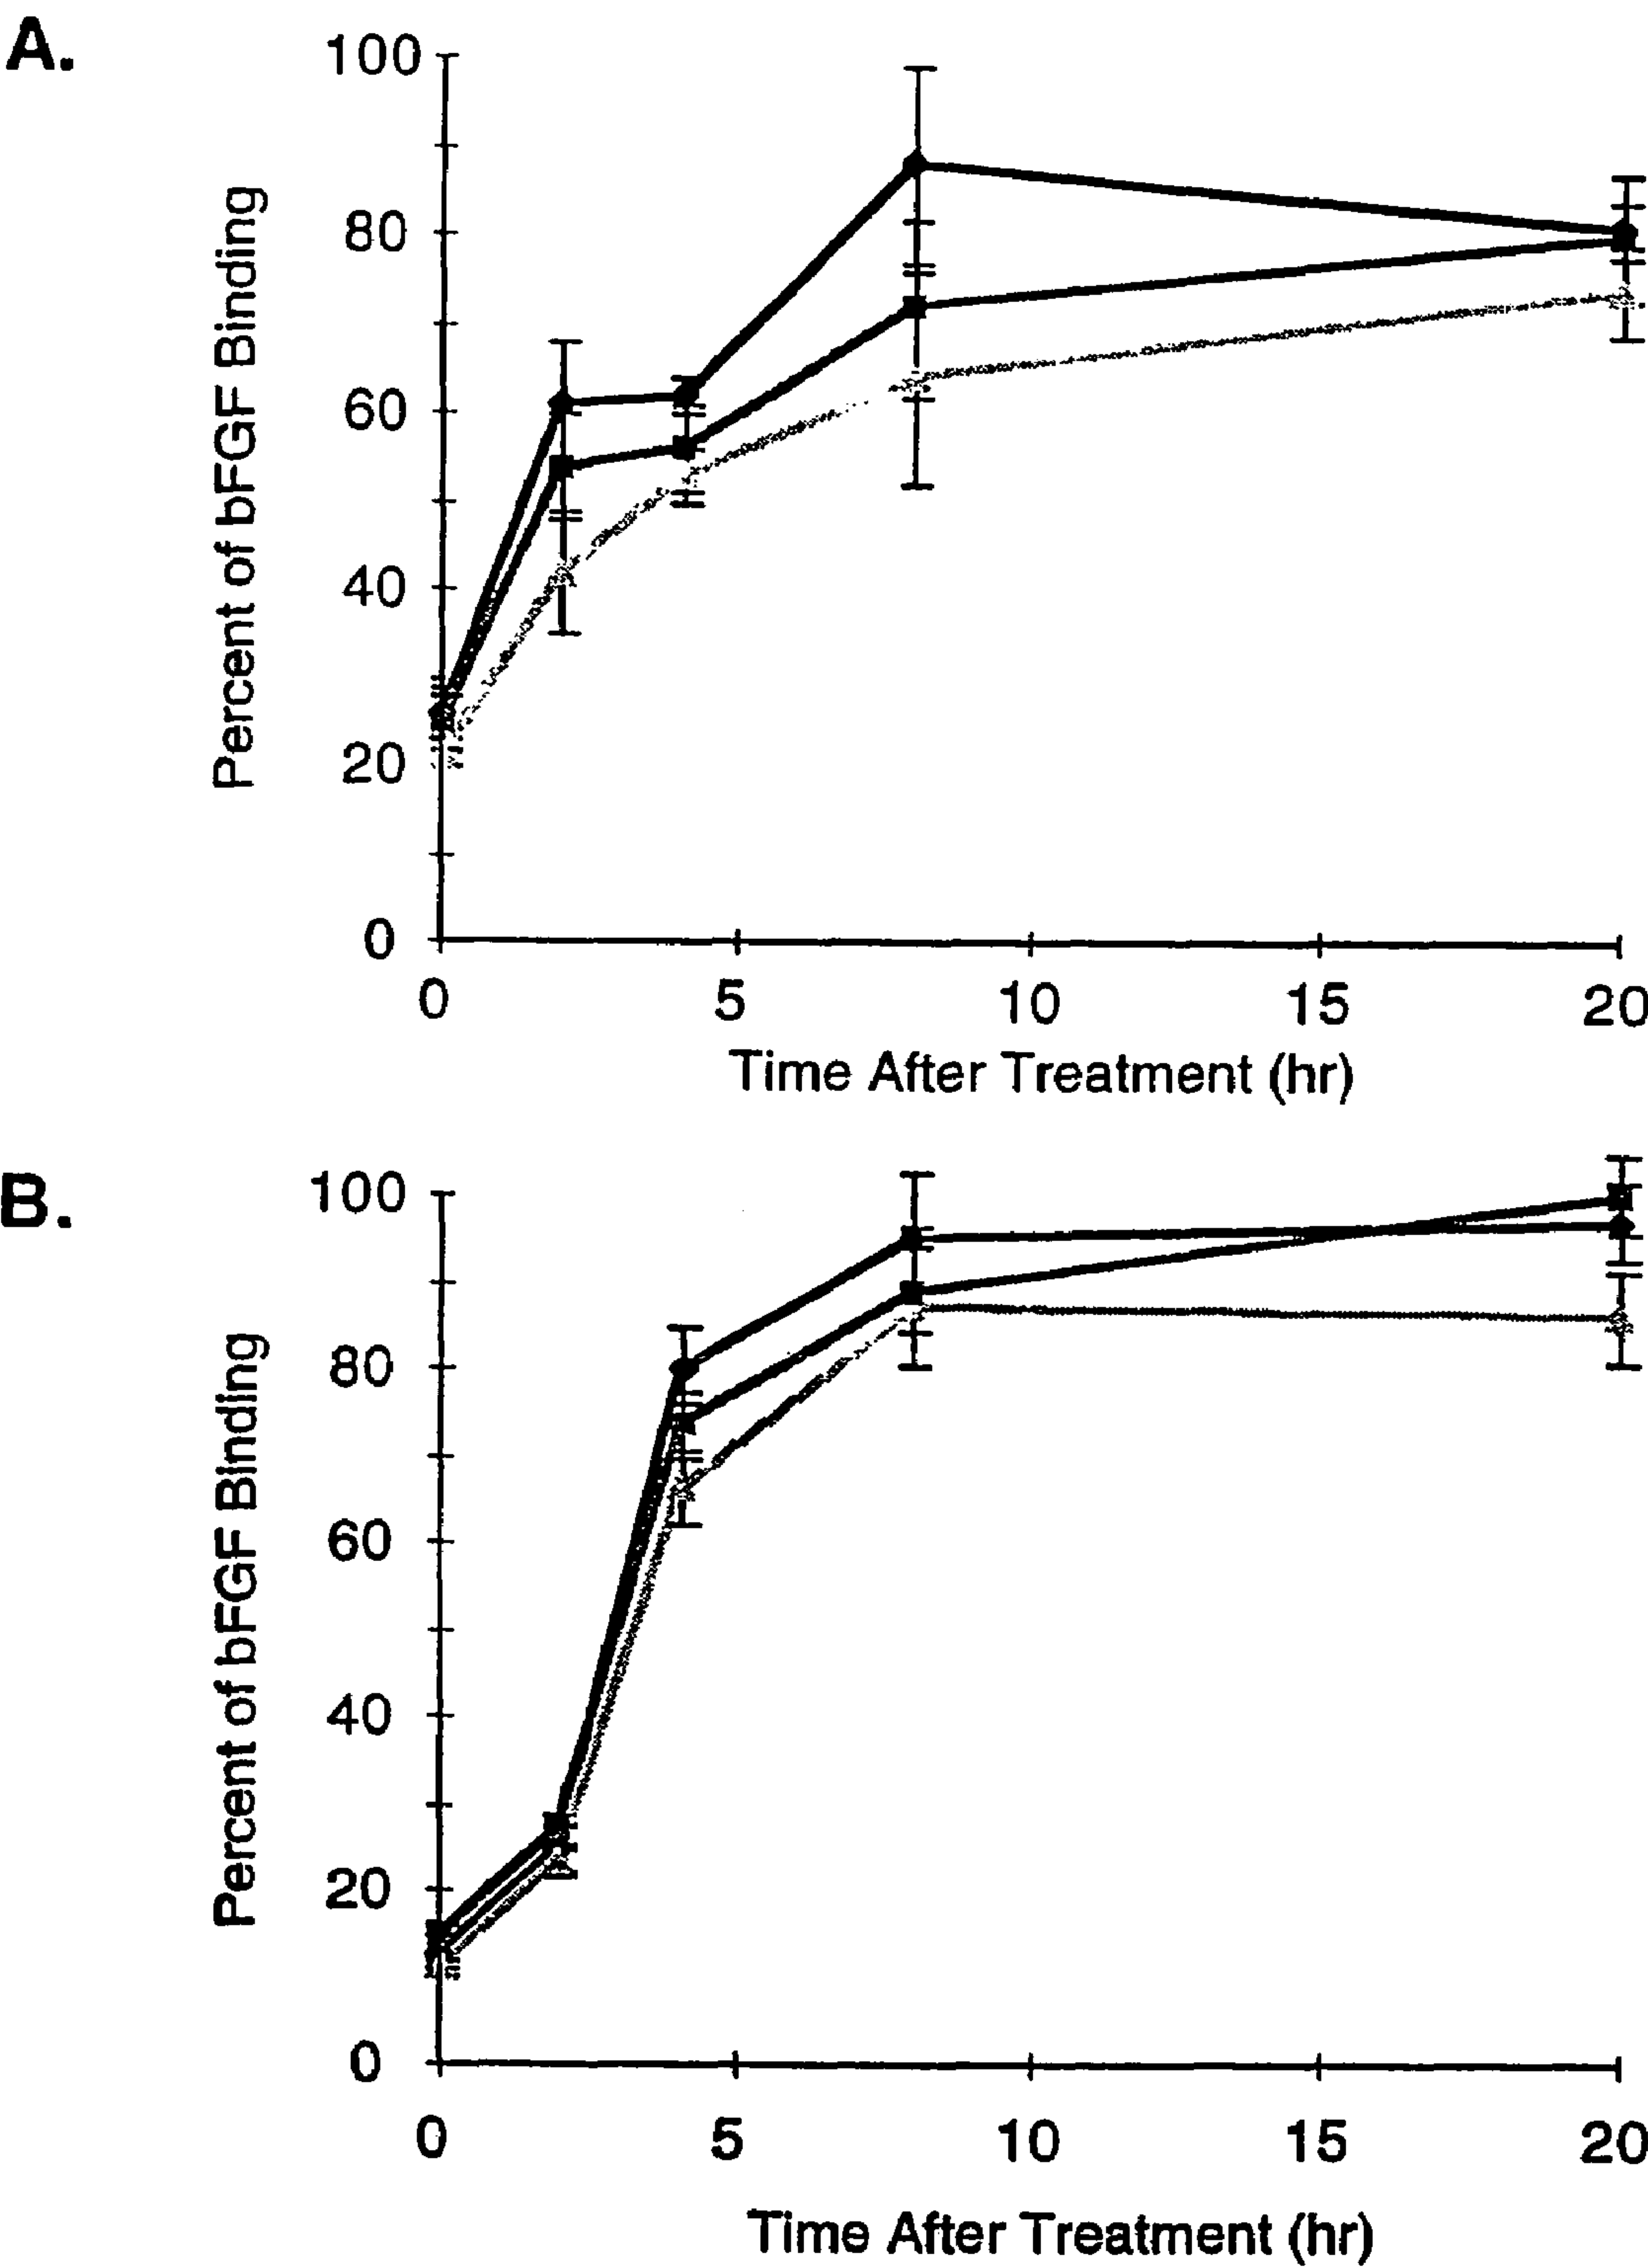 A.
Percent of bFGF Binding
100
80
60
40
20
0
0 5 10 15 20
Time After Treatment (hr)
B.
Percent of bFGF Binding
100
80
60
40
20
0
0 5 10 15 20
Time After Treatment (hr)